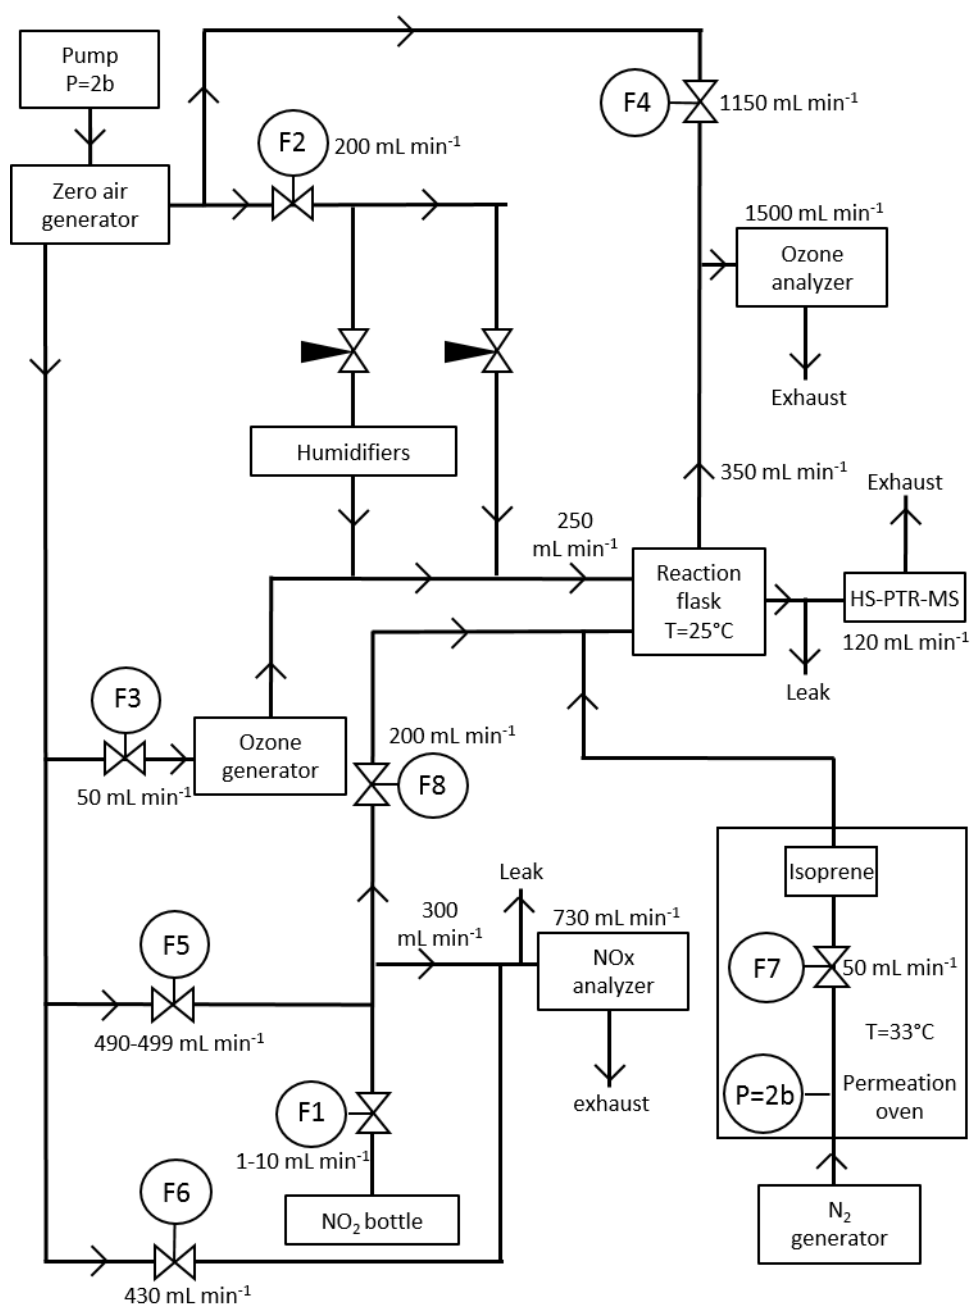 Pump
P=2b
F4
1150 mL min⁻¹
F2
200 mL min⁻¹
Zero air
generator
1500 mL min⁻¹
Ozone
analyzer
Exhaust
Humidifiers
350 mL min⁻¹
Exhaust
250
mL min⁻¹
Reaction
flask
T=25°C
HS-PTR-MS
120 mL min⁻¹
Leak
F3
50 mL min⁻¹
Ozone
generator
200 mL min⁻¹
F8
Isoprene
Leak
300
mL min⁻¹
730 mL min⁻¹
NOx
analyzer
exhaust
F5
490-499 mL min⁻¹
F7
50 mL min⁻¹
T=33°C
P=2b
Permeation
oven
F1
1-10 mL min⁻¹
NO₂ bottle
F6
430 mL min⁻¹
N₂
generator